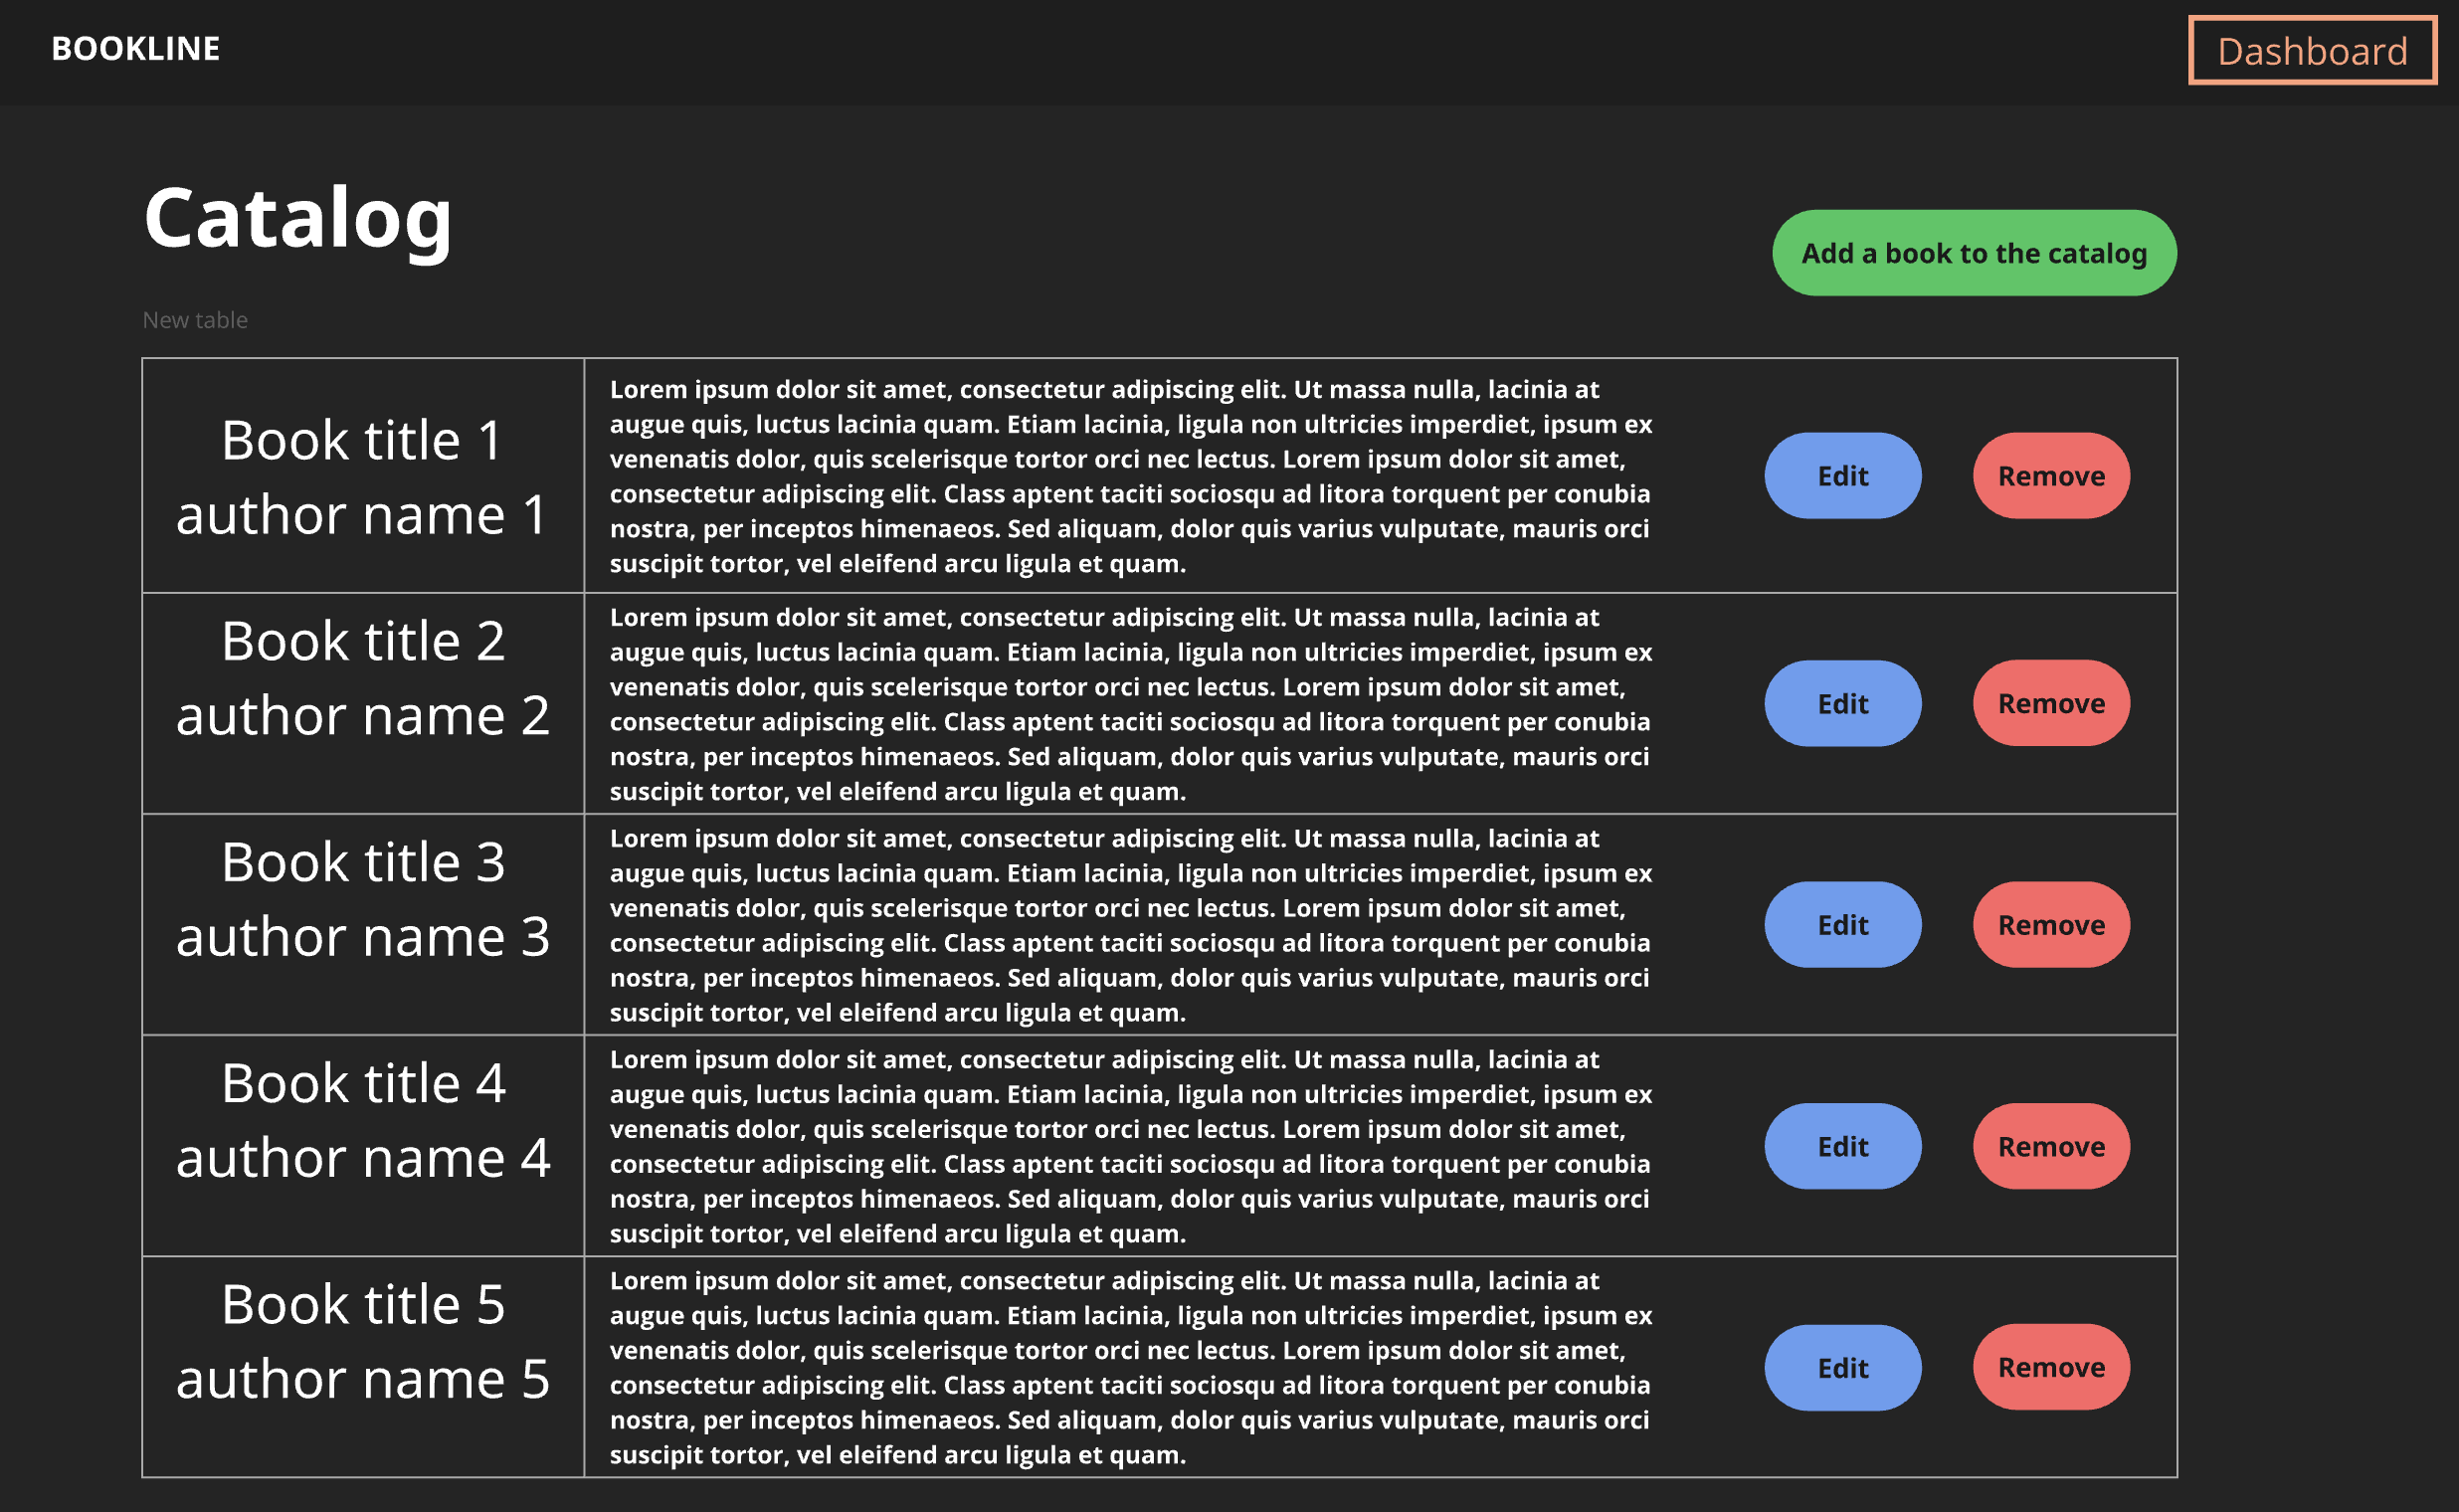 BOOKLINE
Dashboard
Catalog
Add a book to the catalog
New table
Book title 1
author name 1
Lorem ipsum dolor sit amet, consectetur adipiscing elit. Ut massa nulla, lacinia at
augue quis, luctus lacinia quam. Etiam lacinia, ligula non ultricies imperdiet, ipsum ex
venenatis dolor, quis scelerisque tortor orci nec lectus. Lorem ipsum dolor sit amet,
consectetur adipiscing elit. Class aptent taciti sociosqu ad litora torquent per conubia
nostra, per inceptos himenaeos. Sed aliquam, dolor quis varius vulputate, mauris orci
suscipit tortor, vel eleifend arcu ligula et quam.
Edit
Remove
Book title 2
author name 2
Lorem ipsum dolor sit amet, consectetur adipiscing elit. Ut massa nulla, lacinia at
augue quis, luctus lacinia quam. Etiam lacinia, ligula non ultricies imperdiet, ipsum ex
venenatis dolor, quis scelerisque tortor orci nec lectus. Lorem ipsum dolor sit amet,
consectetur adipiscing elit. Class aptent taciti sociosqu ad litora torquent per conubia
nostra, per inceptos himenaeos. Sed aliquam, dolor quis varius vulputate, mauris orci
suscipit tortor, vel eleifend arcu ligula et quam.
Edit
Remove
Book title 3
author name 3
Lorem ipsum dolor sit amet, consectetur adipiscing elit. Ut massa nulla, lacinia at
augue quis, luctus lacinia quam. Etiam lacinia, ligula non ultricies imperdiet, ipsum ex
venenatis dolor, quis scelerisque tortor orci nec lectus. Lorem ipsum dolor sit amet,
consectetur adipiscing elit. Class aptent taciti sociosqu ad litora torquent per conubia
nostra, per inceptos himenaeos. Sed aliquam, dolor quis varius vulputate, mauris orci
suscipit tortor, vel eleifend arcu ligula et quam.
Edit
Remove
Book title 4
author name 4
Lorem ipsum dolor sit amet, consectetur adipiscing elit. Ut massa nulla, lacinia at
augue quis, luctus lacinia quam. Etiam lacinia, ligula non ultricies imperdiet, ipsum ex
venenatis dolor, quis scelerisque tortor orci nec lectus. Lorem ipsum dolor sit amet,
consectetur adipiscing elit. Class aptent taciti sociosqu ad litora torquent per conubia
nostra, per inceptos himenaeos. Sed aliquam, dolor quis varius vulputate, mauris orci
suscipit tortor, vel eleifend arcu ligula et quam.
Edit
Remove
Book title 5
author name 5
Lorem ipsum dolor sit amet, consectetur adipiscing elit. Ut massa nulla, lacinia at
augue quis, luctus lacinia quam. Etiam lacinia, ligula non ultricies imperdiet, ipsum ex
venenatis dolor, quis scelerisque tortor orci nec lectus. Lorem ipsum dolor sit amet,
consectetur adipiscing elit. Class aptent taciti sociosqu ad litora torquent per conubia
nostra, per inceptos himenaeos. Sed aliquam, dolor quis varius vulputate, mauris orci
suscipit tortor, vel eleifend arcu ligula et quam.
Edit
Remove